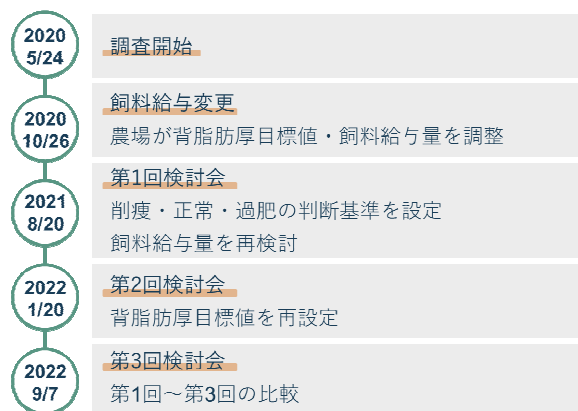 2020
5/24
調査開始
2020
10/26
飼料給与変更
農場が背脂肪厚目標値・飼料給与量を調整
2021
8/20
第1回検討会
削痩・正常・過肥の判断基準を設定
飼料給与量を再検討
2022
1/20
第2回検討会
背脂肪厚目標値を再設定
2022
9/7
第3回検討会
第1回～第3回の比較